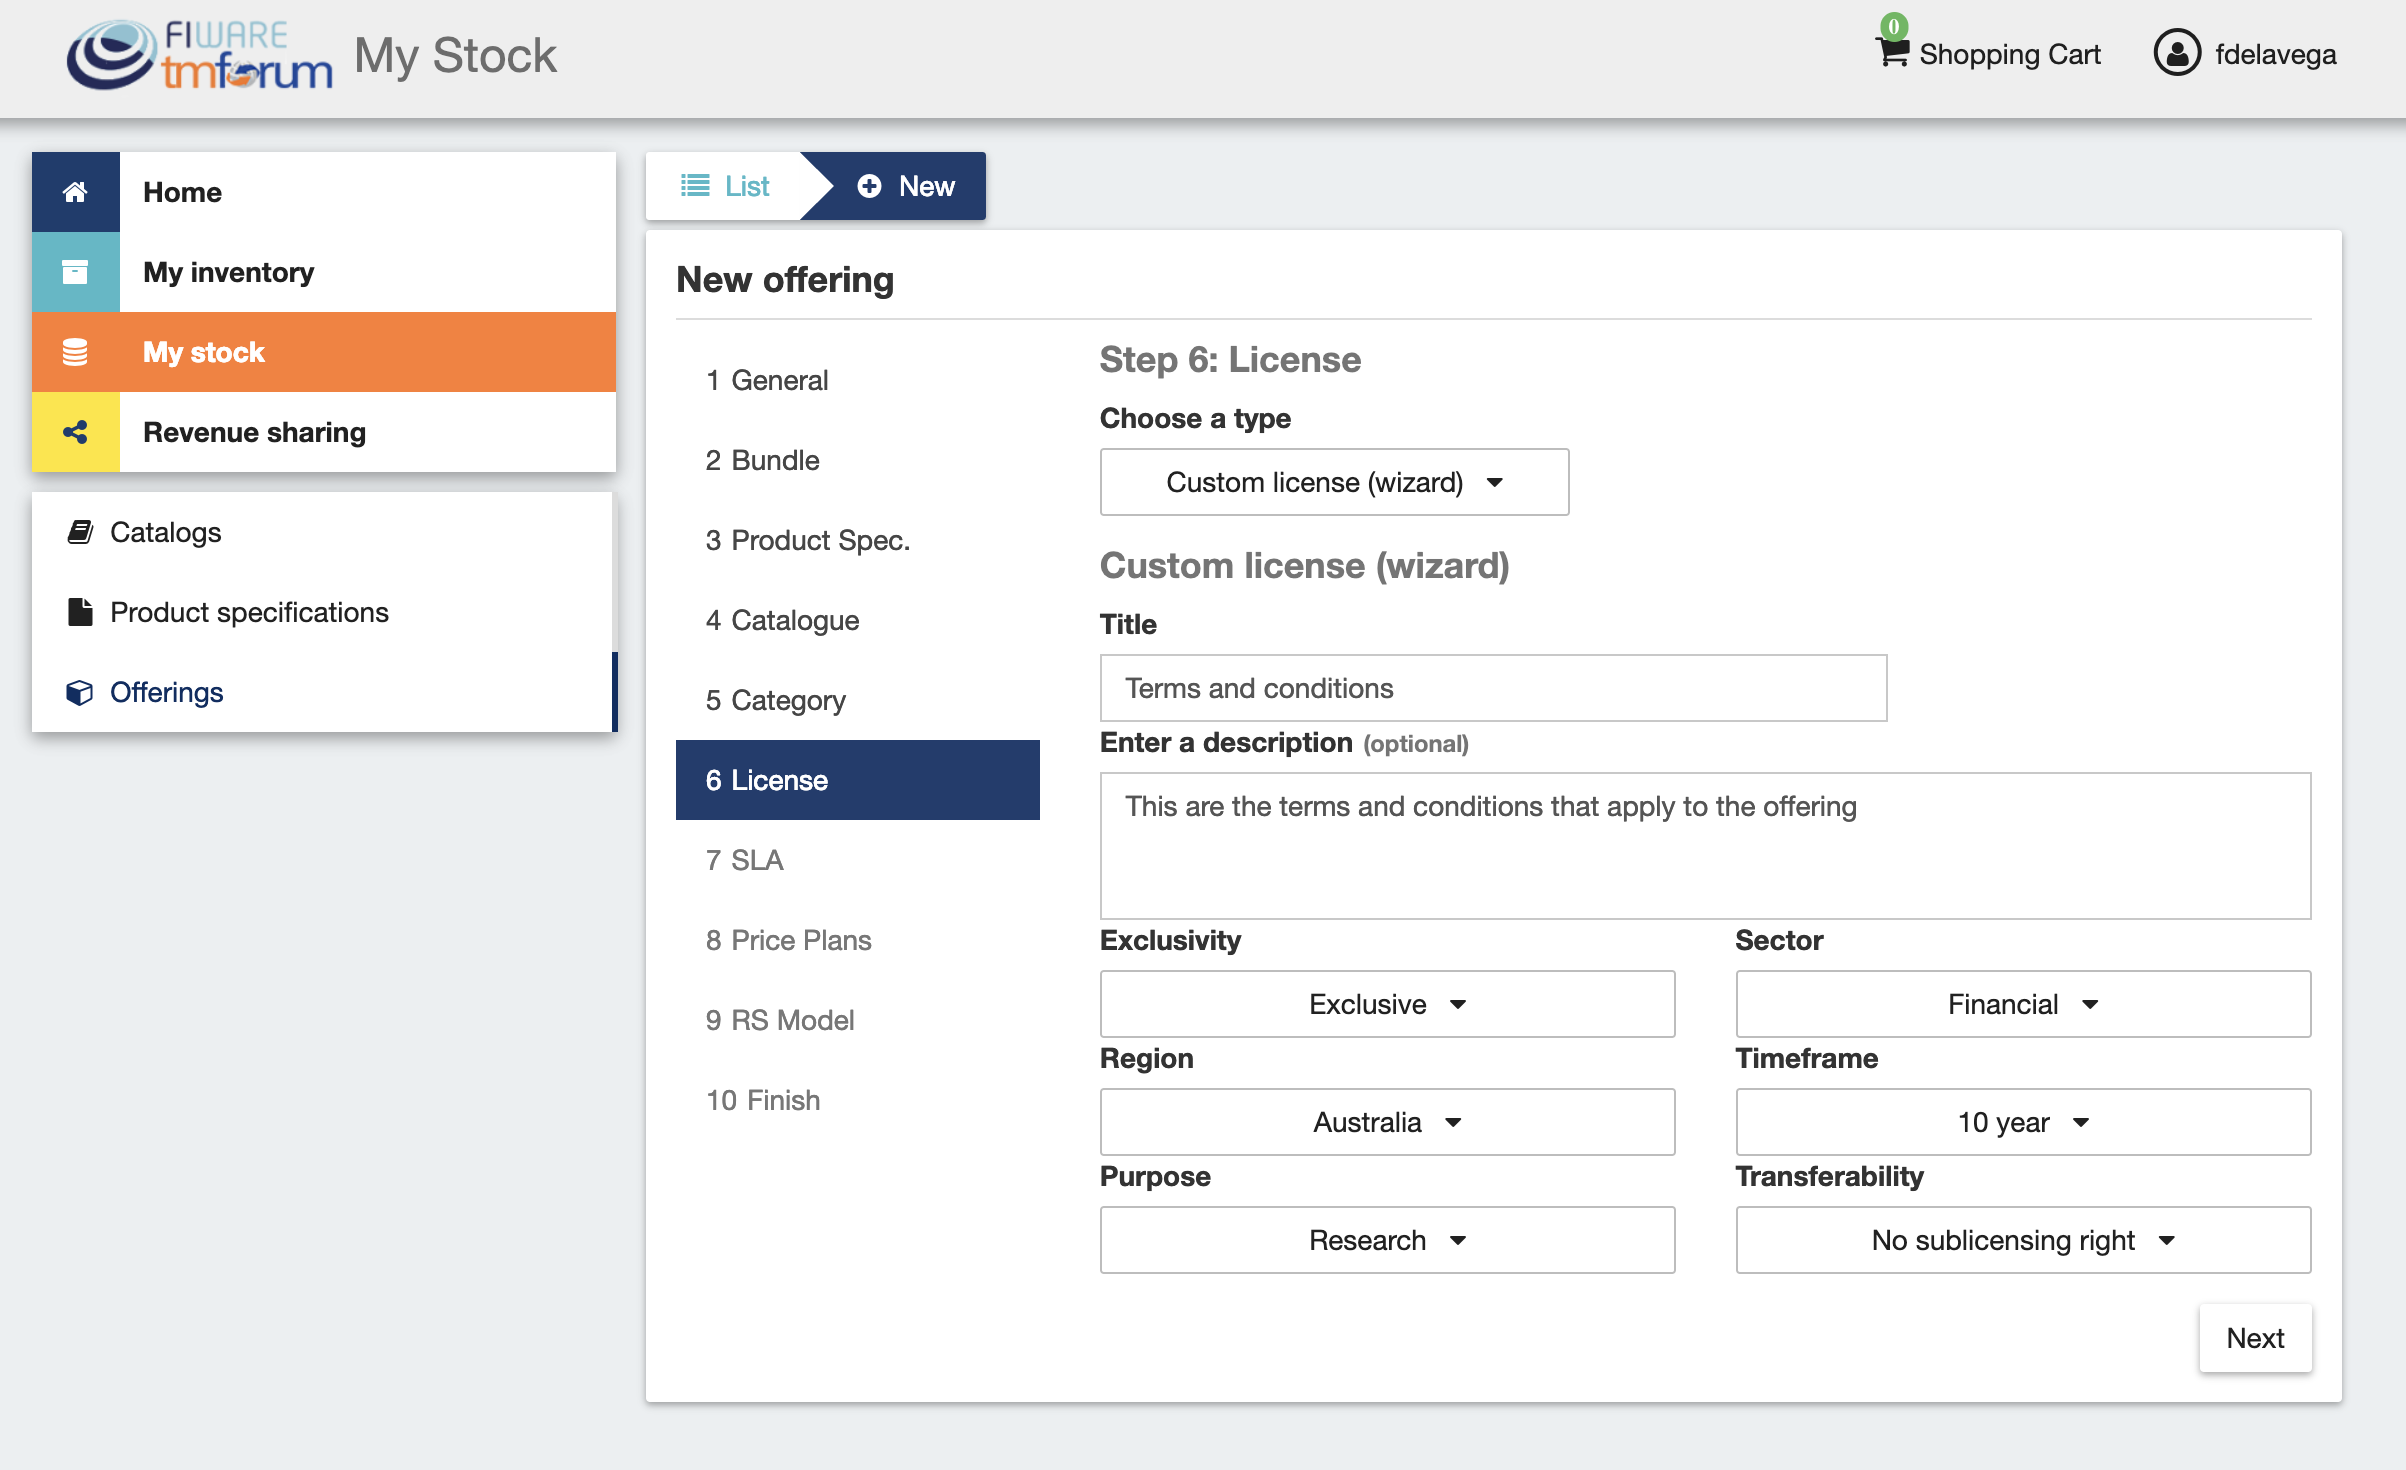 FIWARE
tmforum
My Stock
0
Shopping Cart
fdelavega
Home
My inventory
My stock
Revenue sharing
Catalogs
Product specifications
Offerings
List
New
New offering
1 General
2 Bundle
3 Product Spec.
4 Catalogue
5 Category
6 License
7 SLA
8 Price Plans
9 RS Model
10 Finish
Step 6: License
Choose a type
Custom license (wizard)
Custom license (wizard)
Title
Terms and conditions
Enter a description (optional)
This are the terms and conditions that apply to the offering
Exclusivity
Sector
Exclusive
Financial
Region
Timeframe
Australia
10 year
Purpose
Transferability
Research
No sublicensing right
Next